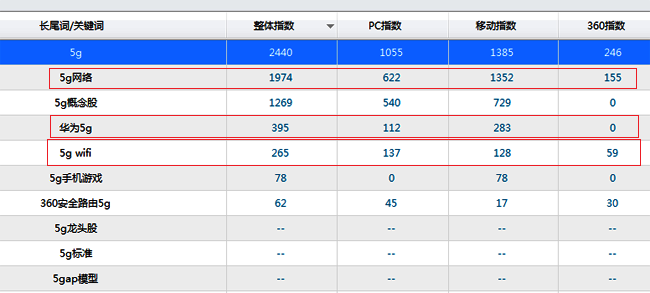 长尾词/关键词 整体指数 PC指数 移动指数 360指数
5g 2440 1055 1385 246
5g网络 1974 622 1352 155
5g概念股 1269 540 729 0
华为5g 395 112 283 0
5g wifi 265 137 128 59
5g手机游戏 78 0 78 0
360安全路由5g 62 45 17 30
5g龙头股 -- -- -- --
5g标准 -- -- -- --
5gap模型 -- -- -- --